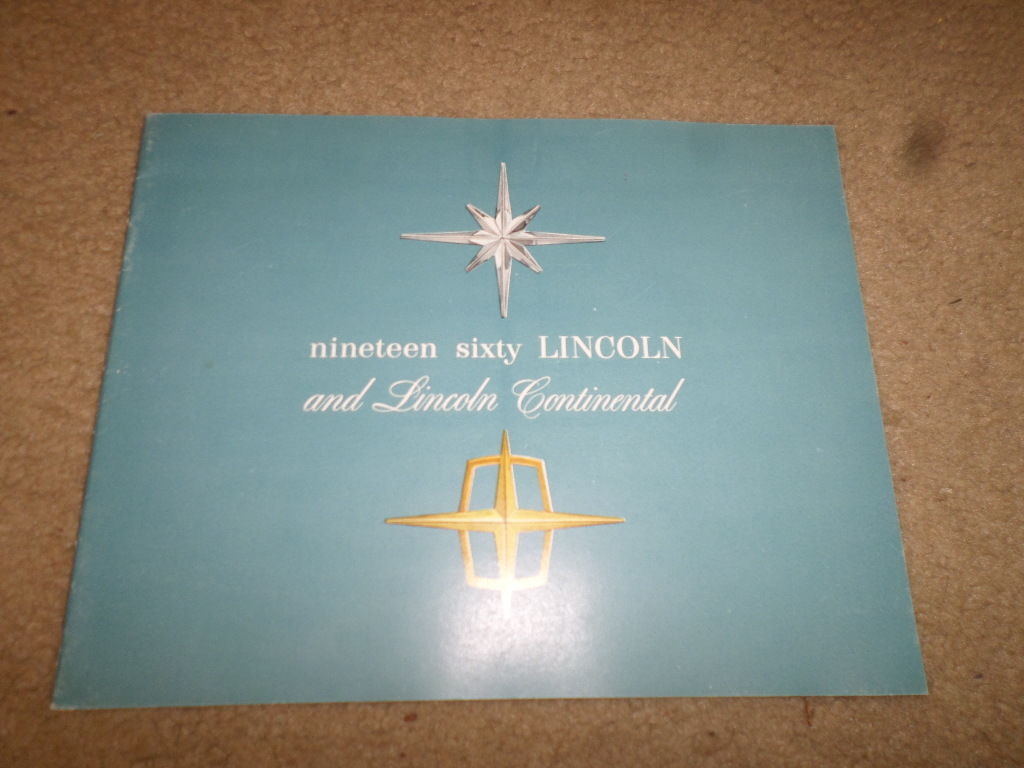 nineteen sixty LINCOLN
and Lincoln Continental